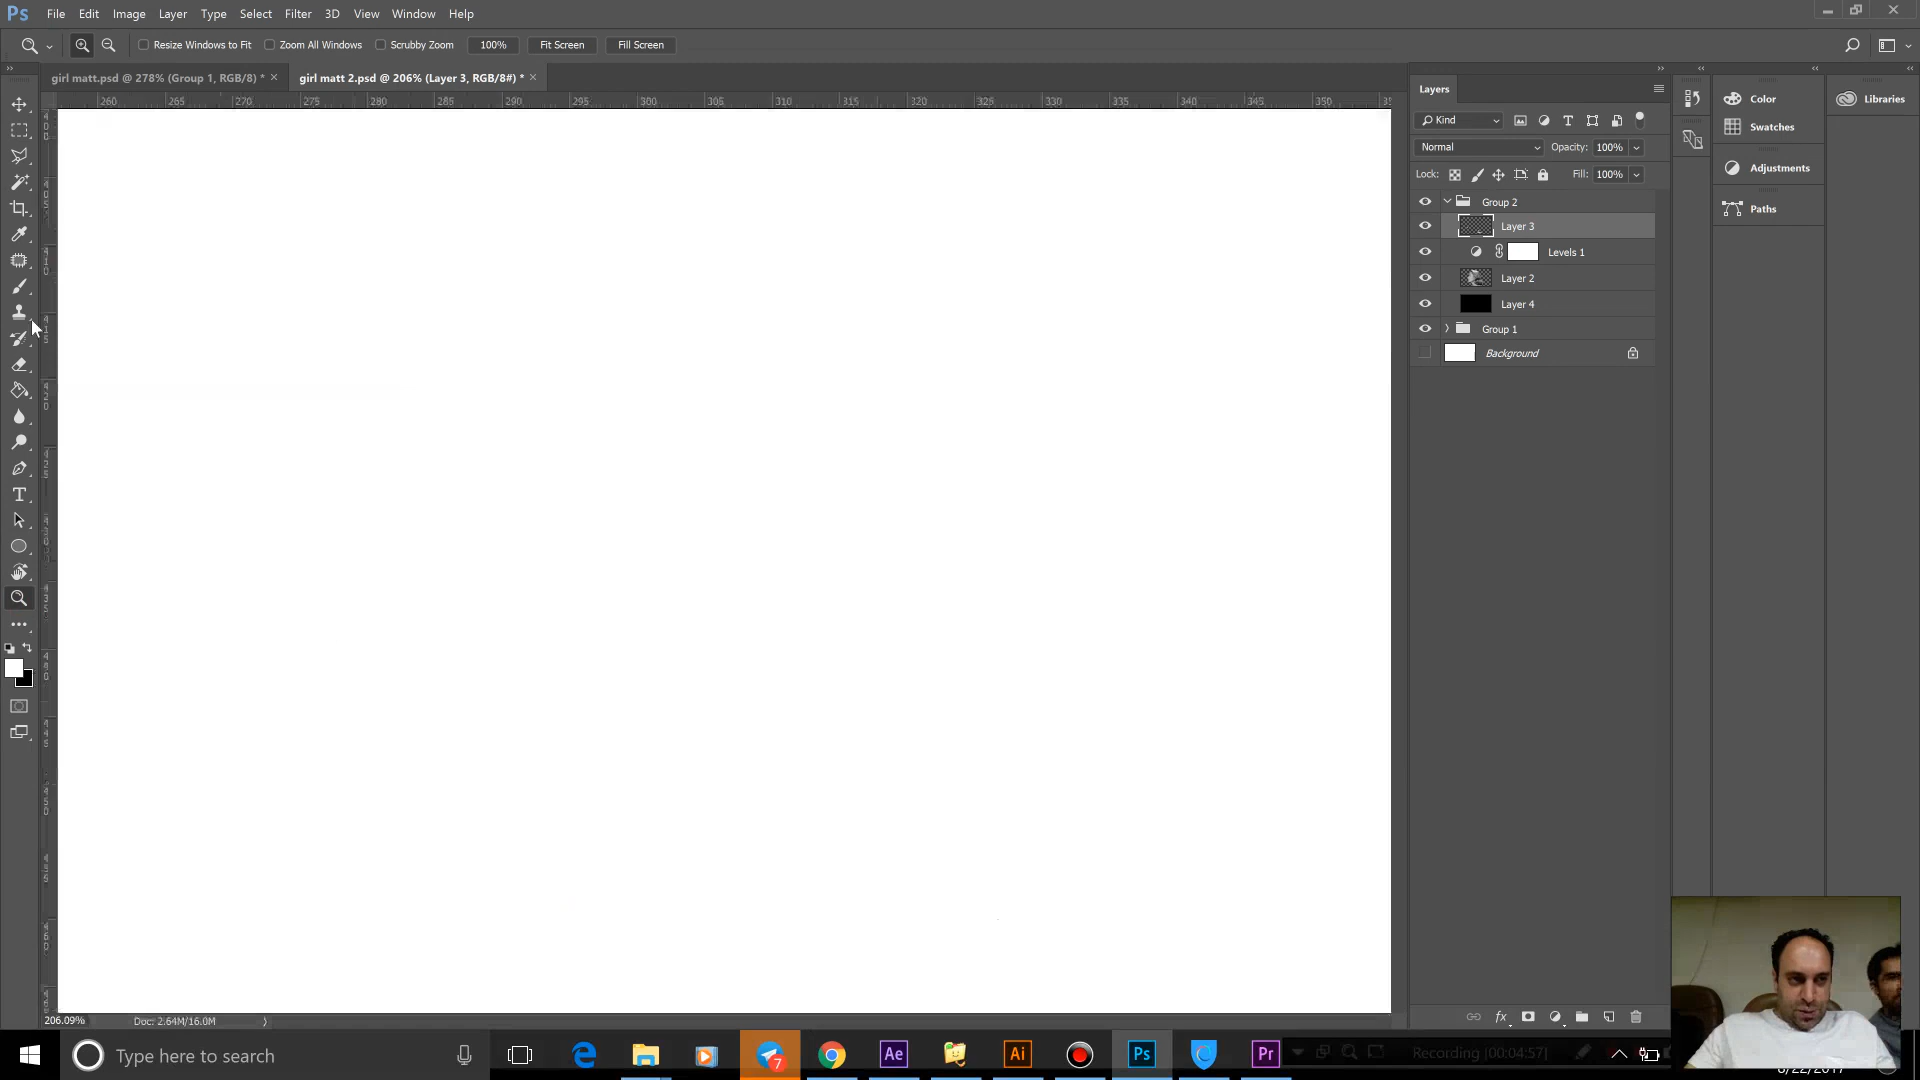 Ps File Edit Image Layer Type Select Filter 3D View Window Help
Resize Windows to Fit Zoom All Windows Scrubby Zoom 100% Fit Screen Fill Screen
girl matt.psd @ 278% (Group 1, RGB/8) * × girl matt 2.psd @ 206% (Layer 3, RGB/8#) * ×
260 265 270 275 280 285 290 295 300 305 310 315 320 325 330 335 340 345 350
Layers
Kind
Normal Opacity: 100%
Lock: Fill: 100%
Group 2
Layer 3
Levels 1
Layer 2
Layer 4
Group 1
Background
Color
Swatches
Adjustments
Paths
Libraries
206.09% Doc: 2.64M/16.0M
Type here to search
7
Ae Ai Ps Pr
Recording [00:04:57]